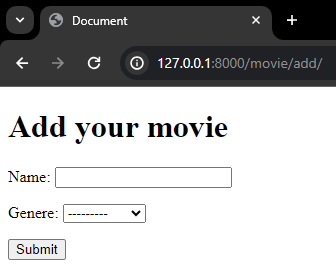 Document
127.0.0.1:8000/movie/add/
Add your movie
Name:
Genere: ---------
Submit